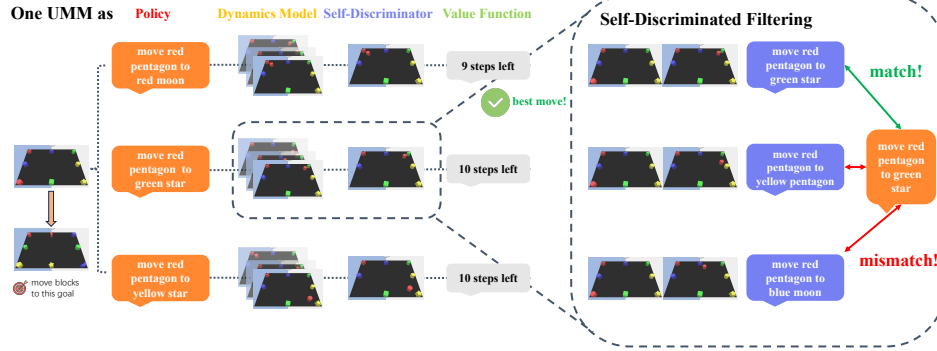 One UMM as
Policy
Dynamics Model
Self-Discriminator
Value Function
move red
pentagon to
red moon
9 steps left
best move!
move red
pentagon to
green star
10 steps left
move blocks
to this goal
move red
pentagon to
yellow star
10 steps left
Self-Discriminated Filtering
move red
pentagon to
green star
match!
move red
pentagon to
yellow pentagon
move red
pentagon
to green
star
mismatch!
move red
pentagon to
blue moon